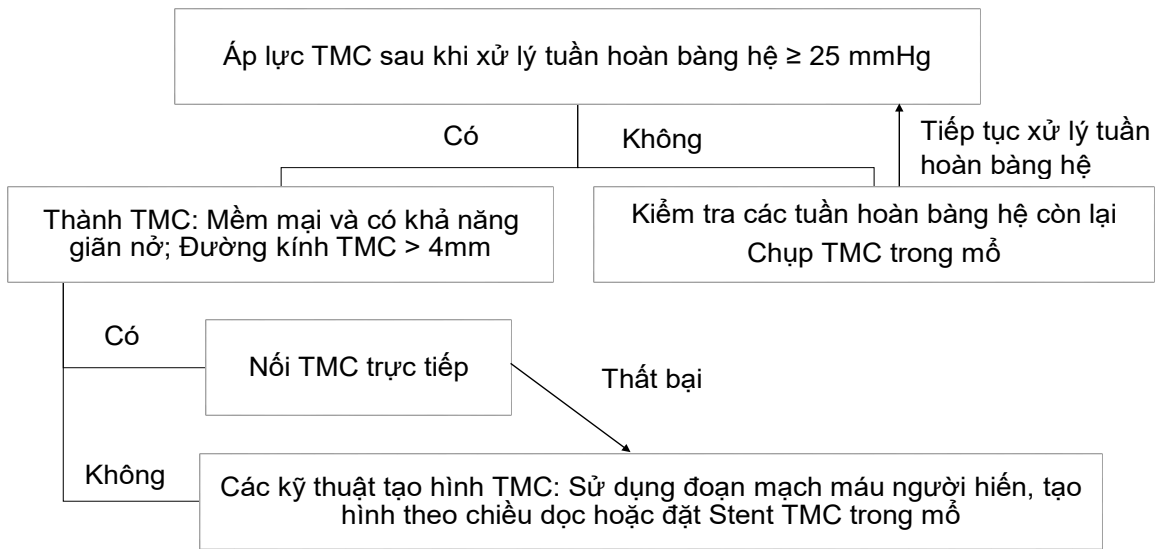 Áp lực TMC sau khi xử lý tuần hoàn bàng hệ ≥ 25 mmHg
Có
Không
Tiếp tục xử lý tuần
hoàn bàng hệ
Thành TMC: Mềm mại và có khả năng
giãn nở; Đường kính TMC > 4mm
Kiểm tra các tuần hoàn bàng hệ còn lại
Chụp TMC trong mổ
Có
Nối TMC trực tiếp
Thất bại
Không
Các kỹ thuật tạo hình TMC: Sử dụng đoạn mạch máu người hiến, tạo
hình theo chiều dọc hoặc đặt Stent TMC trong mổ